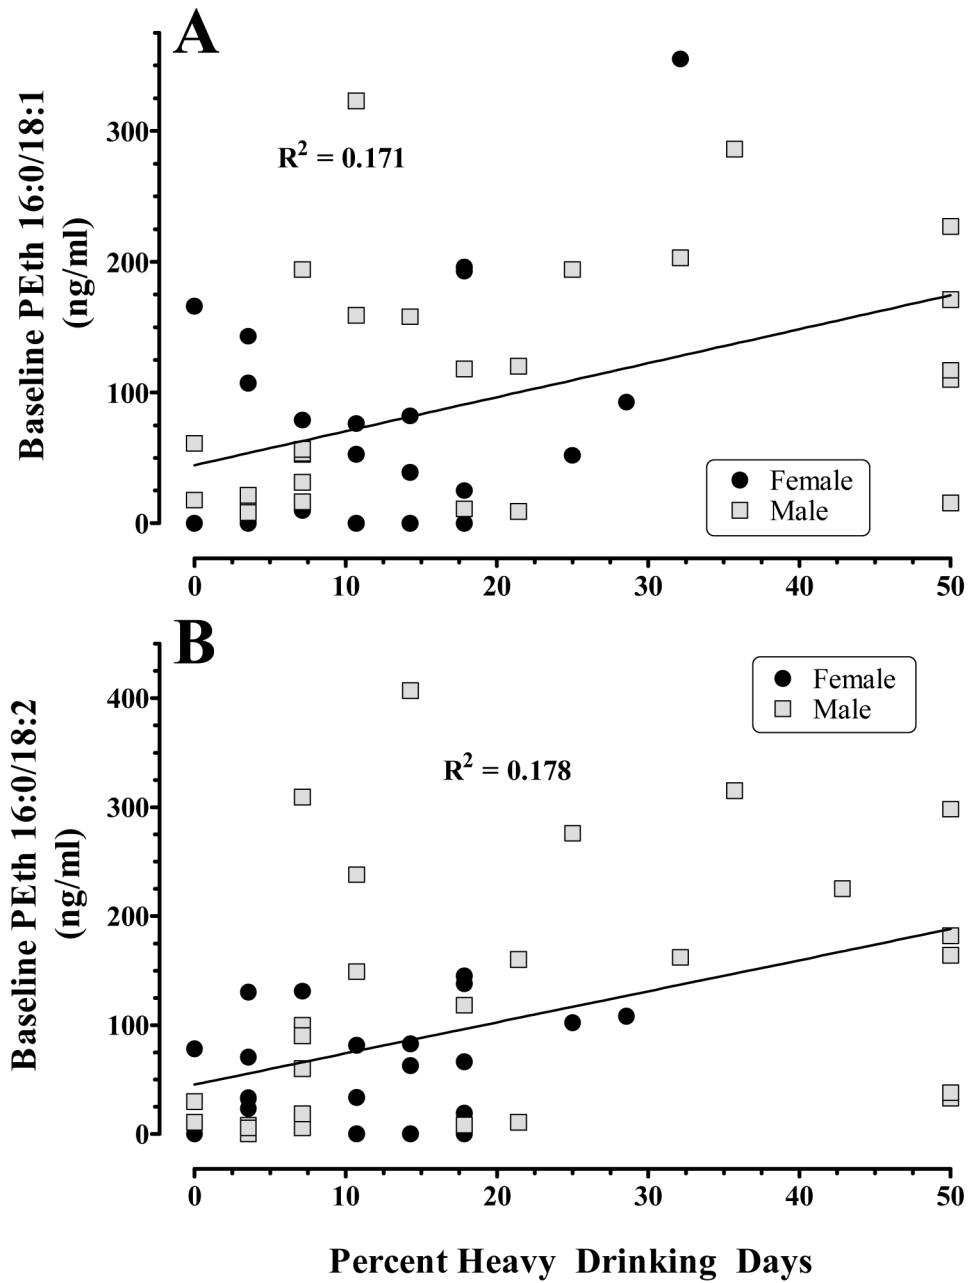 A
R2 = 0.171
Baseline PEth 16:0/18:1
(ng/ml)
300
200
100
0
Female
Male
0 10 20 30 40 50
B
R2 = 0.178
Baseline PEth 16:0/18:2
(ng/ml)
400
300
200
100
0
Female
Male
0 10 20 30 40 50
Percent Heavy Drinking Days